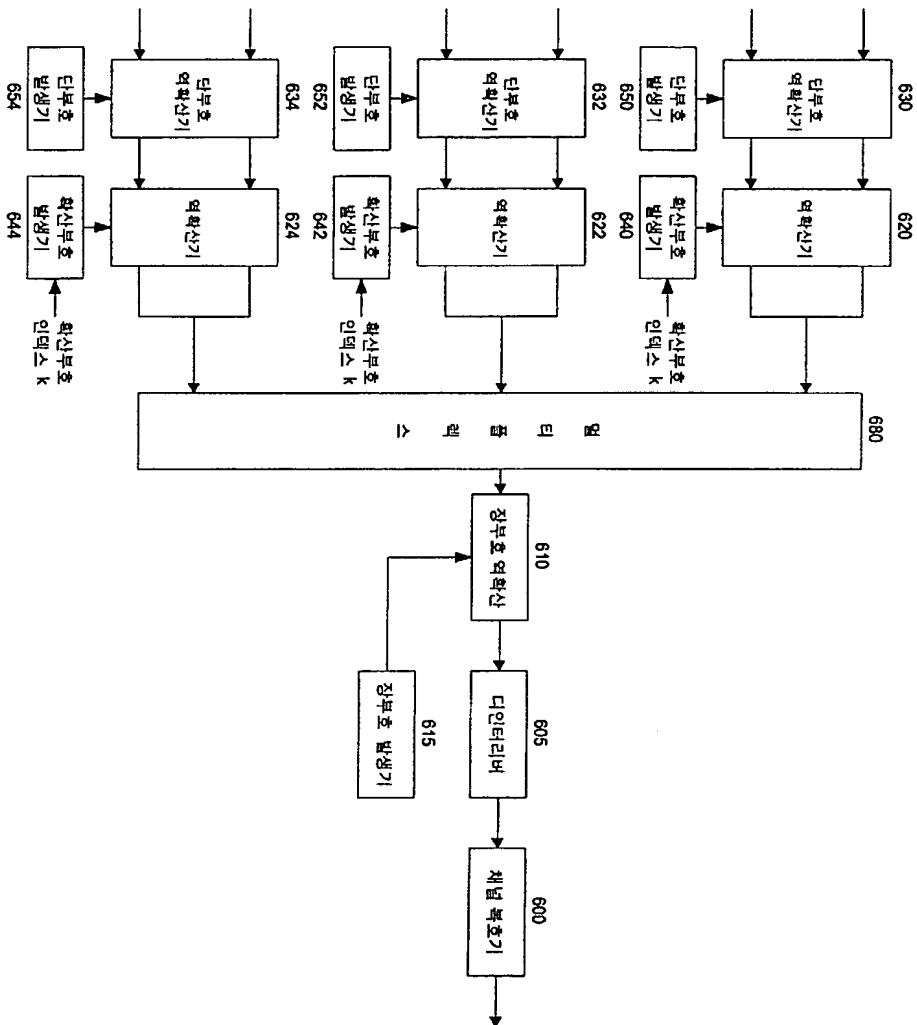 630
단부호
역확산기
620
역확산기
단부호
발생기
650
확산부호
발생기
640
확산부호
인덱스 k
632
단부호
역확산기
622
역확산기
단부호
발생기
652
확산부호
발생기
642
확산부호
인덱스 k
634
단부호
역확산기
624
역확산기
단부호
발생기
654
확산부호
발생기
644
확산부호
인덱스 k
680
멀
티
플
렉
스
610
장부호 역확산
605
디인터리버
600
채널 복호기
615
장부호 발생기